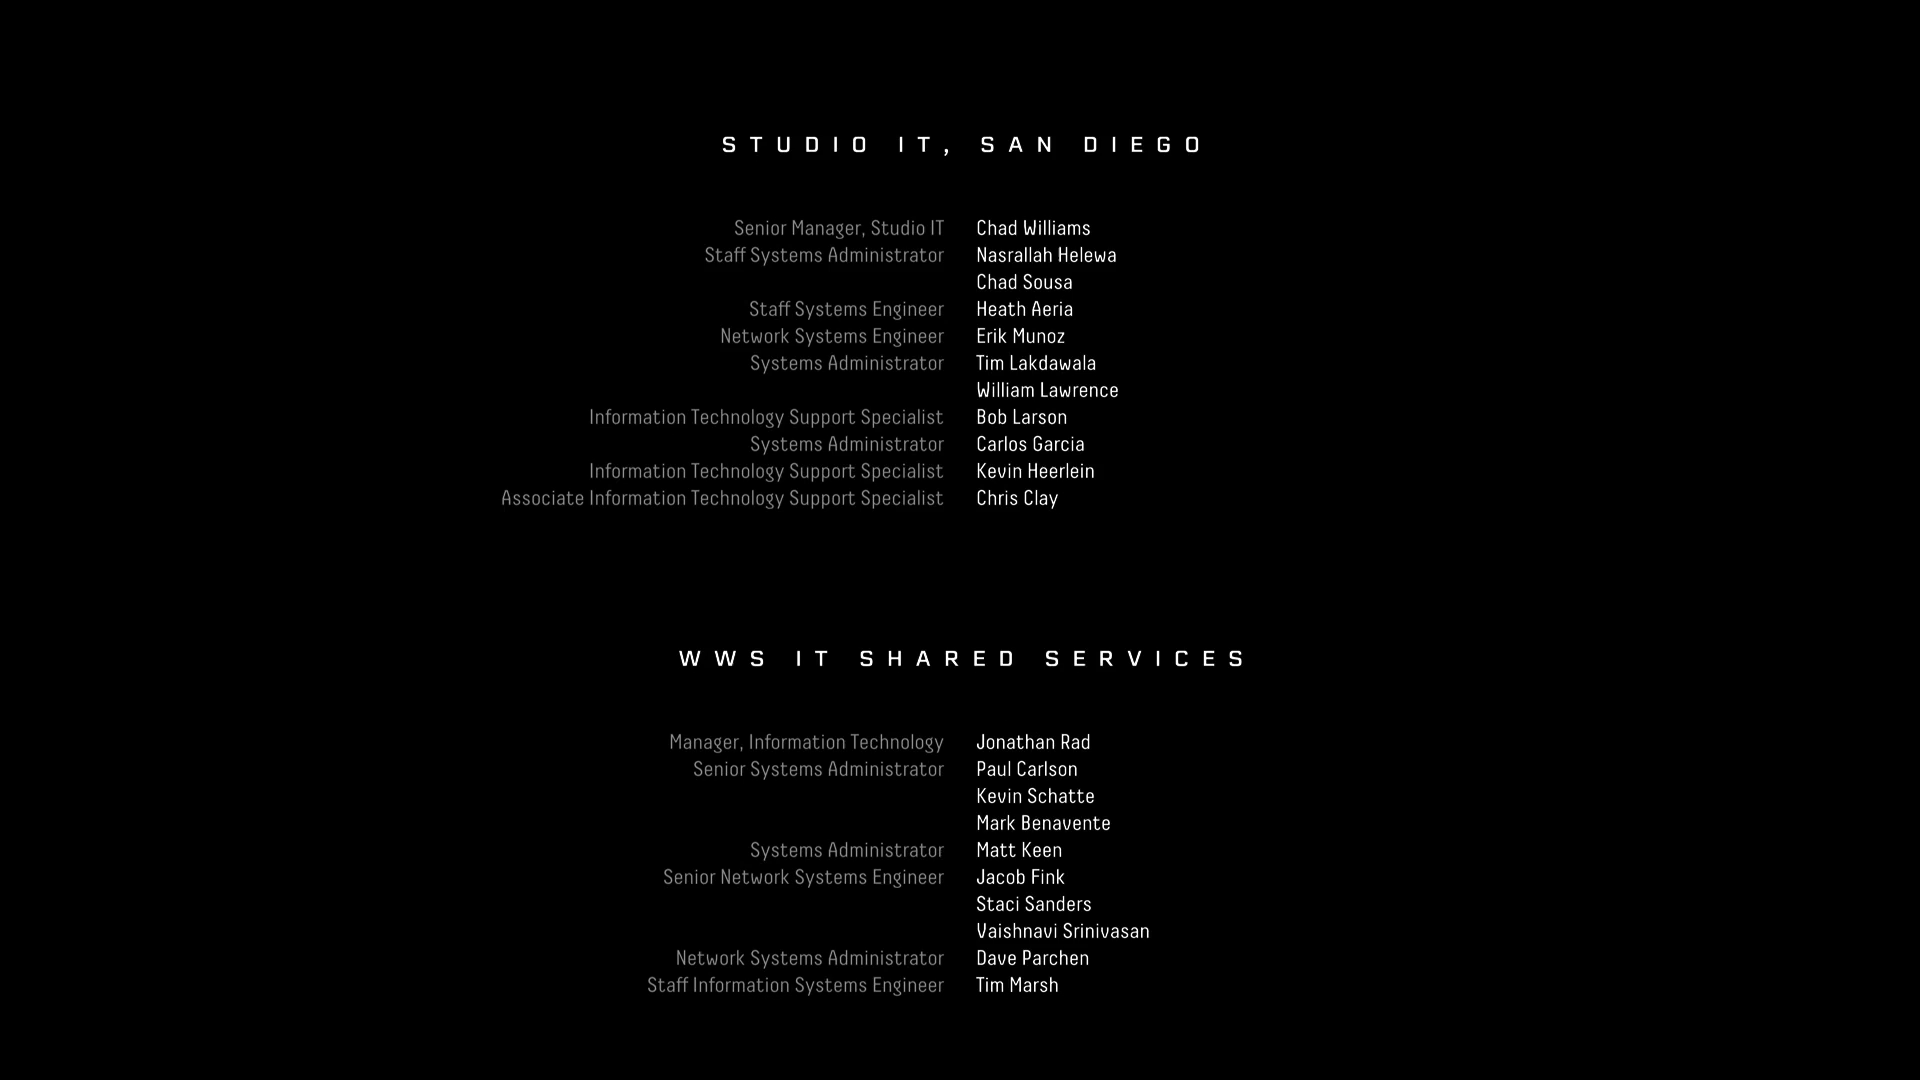 STUDIO IT, SAN DIEGO
Senior Manager, Studio IT Chad Williams
Staff Systems Administrator Nasrallah Helewa
Chad Sousa
Staff Systems Engineer Heath Aeria
Network Systems Engineer Erik Munoz
Systems Administrator Tim Lakdawala
William Lawrence
Information Technology Support Specialist Bob Larson
Systems Administrator Carlos Garcia
Information Technology Support Specialist Kevin Heerlein
Associate Information Technology Support Specialist Chris Clay
WWS IT SHARED SERVICES
Manager, Information Technology Jonathan Rad
Senior Systems Administrator Paul Carlson
Kevin Schatte
Mark Benavente
Systems Administrator Matt Keen
Senior Network Systems Engineer Jacob Fink
Staci Sanders
Vaishnavi Srinivasan
Network Systems Administrator Dave Parchen
Staff Information Systems Engineer Tim Marsh